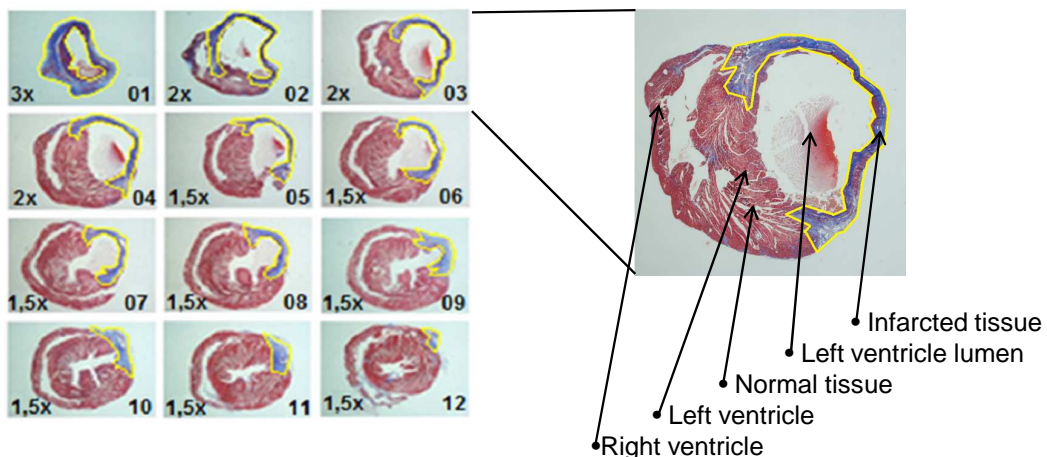 3x 01
2x 02
2x 03
2x 04
1,5x 05
1,5x 06
1,5x 07
1,5x 08
1,5x 09
1,5x 10
1,5x 11
1,5x 12
Infarcted tissue
Left ventricle lumen
Normal tissue
Left ventricle
Right ventricle